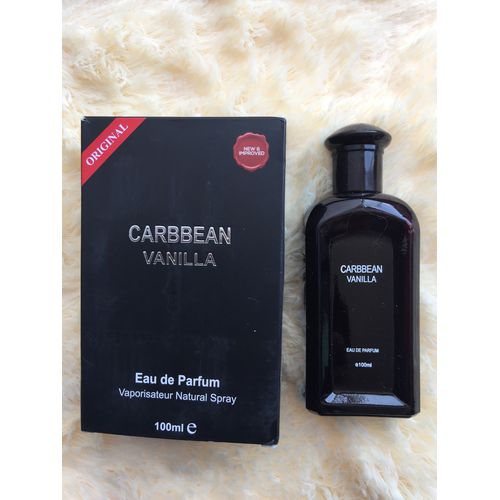 ORIGINAL
NEW &
IMPROVED
CARBBEAN
VANILLA
Eau de Parfum
Vaporisateur Natural Spray
100ml ℮
CARBBEAN
VANILLA
EAU DE PARFUM
℮100ml